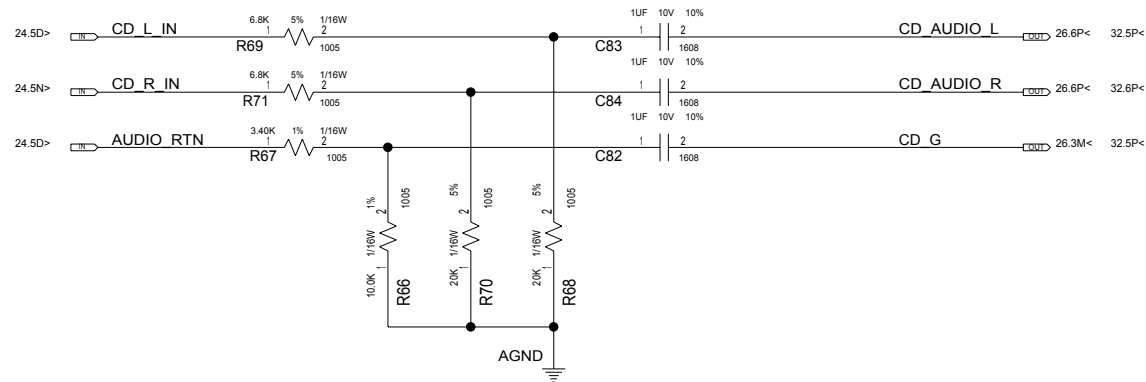 6.8K 5% 1/16W 1UF 10V 10%
24.5D> IN CD_L_IN 1 2 1 2 CD_AUDIO_L OUT 26.6P< 32.5P<
R69 1005 C83 1608
6.8K 5% 1/16W 1UF 10V 10%
24.5N> IN CD_R_IN 1 2 1 2 CD_AUDIO_R OUT 26.6P< 32.6P<
R71 1005 C84 1608
3.40K 1% 1/16W 1UF 10V 10%
24.5D> IN AUDIO_RTN 1 2 1 2 CD_G OUT 26.3M< 32.5P<
R67 1005 C82 1608
10.0K 1/16W 1%
1 2
R66 1005
20K 1/16W 5%
1 2
R70 1005
20K 1/16W 5%
1 2
R68 1005
AGND